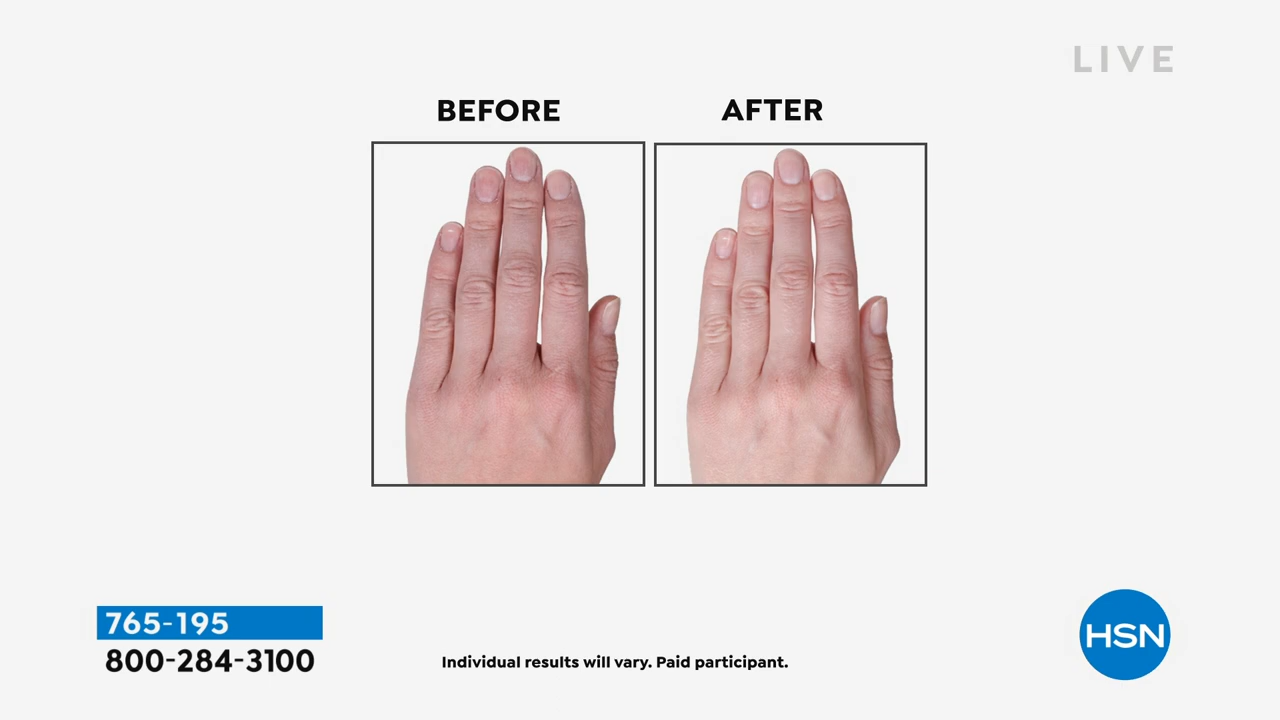 LIVE
BEFORE
AFTER
765-195
800-284-3100
Individual results will vary. Paid participant.
HSN